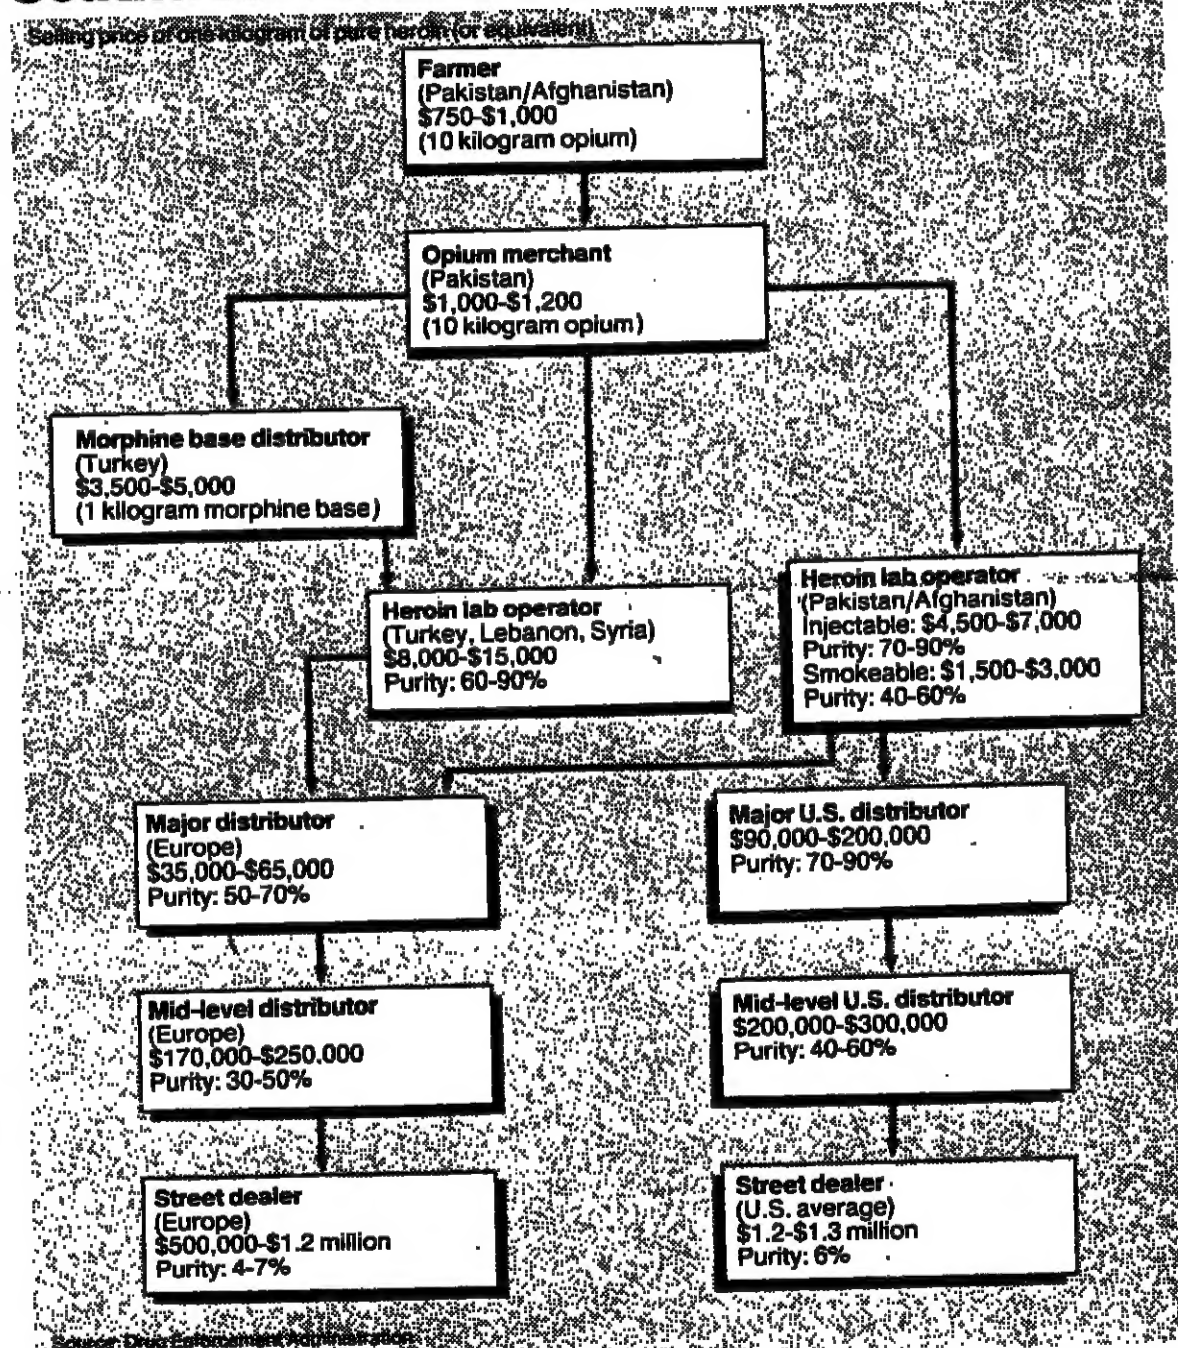 Selling price of one kilogram of pure heroin (or equivalent)
Farmer
(Pakistan/Afghanistan)
$750-$1,000
(10 kilogram opium)
Opium merchant
(Pakistan)
$1,000-$1,200
(10 kilogram opium)
Morphine base distributor
(Turkey)
$3,500-$5,000
(1 kilogram morphine base)
Heroin lab operator
(Turkey, Lebanon, Syria)
$8,000-$15,000
Purity: 60-90%
Heroin lab operator
(Pakistan/Afghanistan)
Injectable: $4,500-$7,000
Purity: 70-90%
Smokeable: $1,500-$3,000
Purity: 40-60%
Major distributor
(Europe)
$35,000-$65,000
Purity: 50-70%
Major U.S. distributor
$90,000-$200,000
Purity: 70-90%
Mid-level distributor
(Europe)
$170,000-$250.000
Purity: 30-50%
Mid-level U.S. distributor
$200,000-$300,000
Purity: 40-60%
Street dealer
(Europe)
$500,000-$1.2 million
Purity: 4-7%
Street dealer
(U.S. average)
$1.2-$1.3 million
Purity: 6%
Source: Drug Enforcement Administration